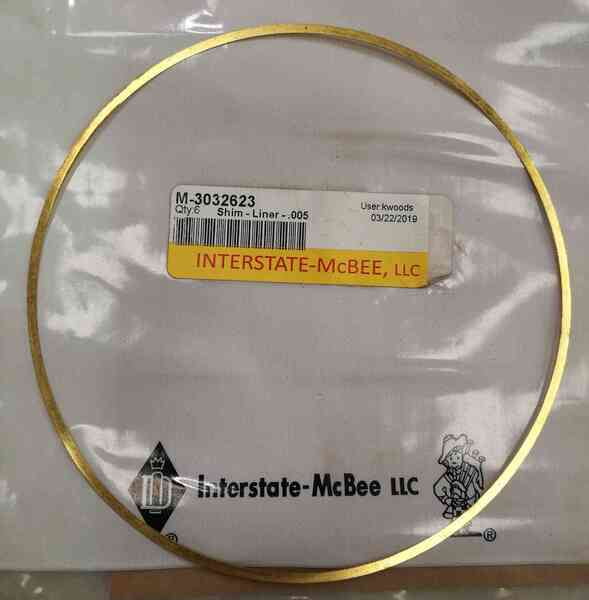 M-3032623
Qty:6 Shim - Liner - .005
User:kwoods
03/22/2019
INTERSTATE-McBEE, LLC
Interstate-McBee LLC
®
®